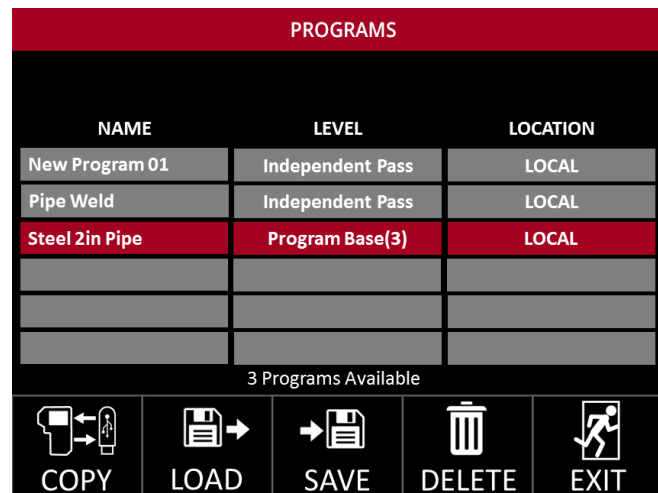 PROGRAMS
NAME LEVEL LOCATION
New Program 01 Independent Pass LOCAL
Pipe Weld Independent Pass LOCAL
Steel 2in Pipe Program Base(3) LOCAL
3 Programs Available
COPY LOAD SAVE DELETE EXIT